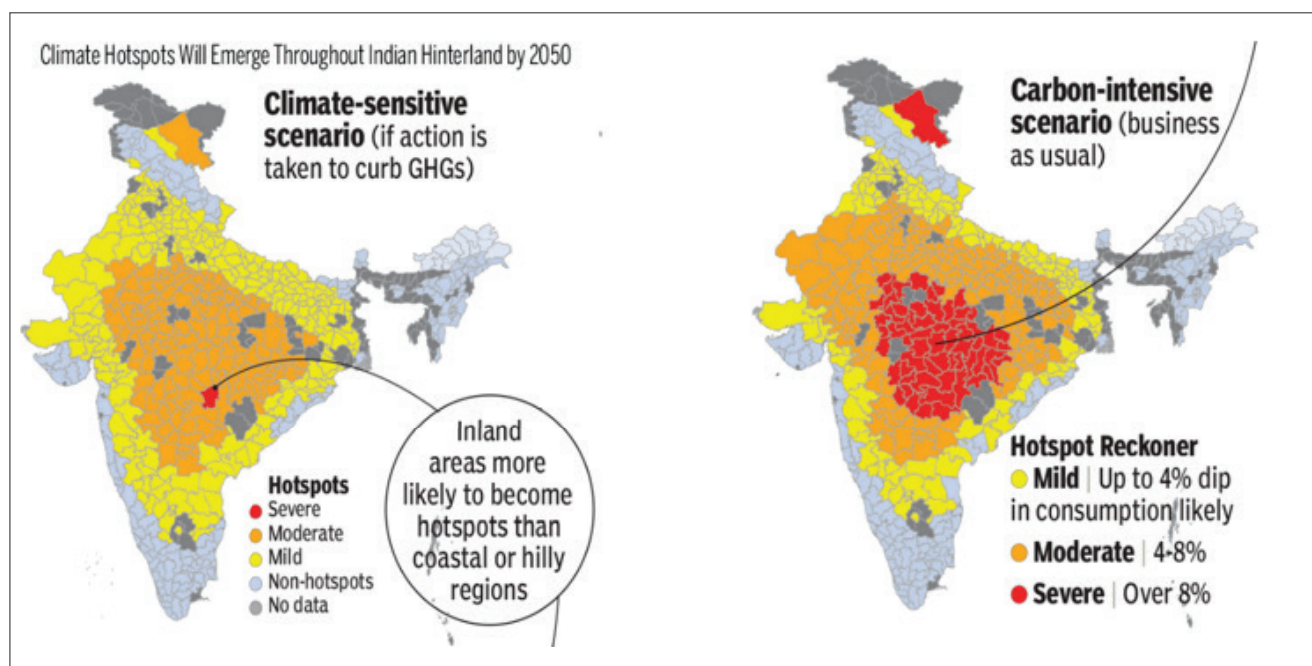 Climate Hotspots Will Emerge Throughout Indian Hinterland by 2050
Climate-sensitive
scenario (if action is
taken to curb GHGs)
Hotspots
Severe
Moderate
Mild
Non-hotspots
No data
Inland
areas more
likely to become
hotspots than
coastal or hilly
regions
Carbon-intensive
scenario (business
as usual)
Hotspot Reckoner
Mild | Up to 4% dip
in consumption likely
Moderate | 4-8%
Severe | Over 8%